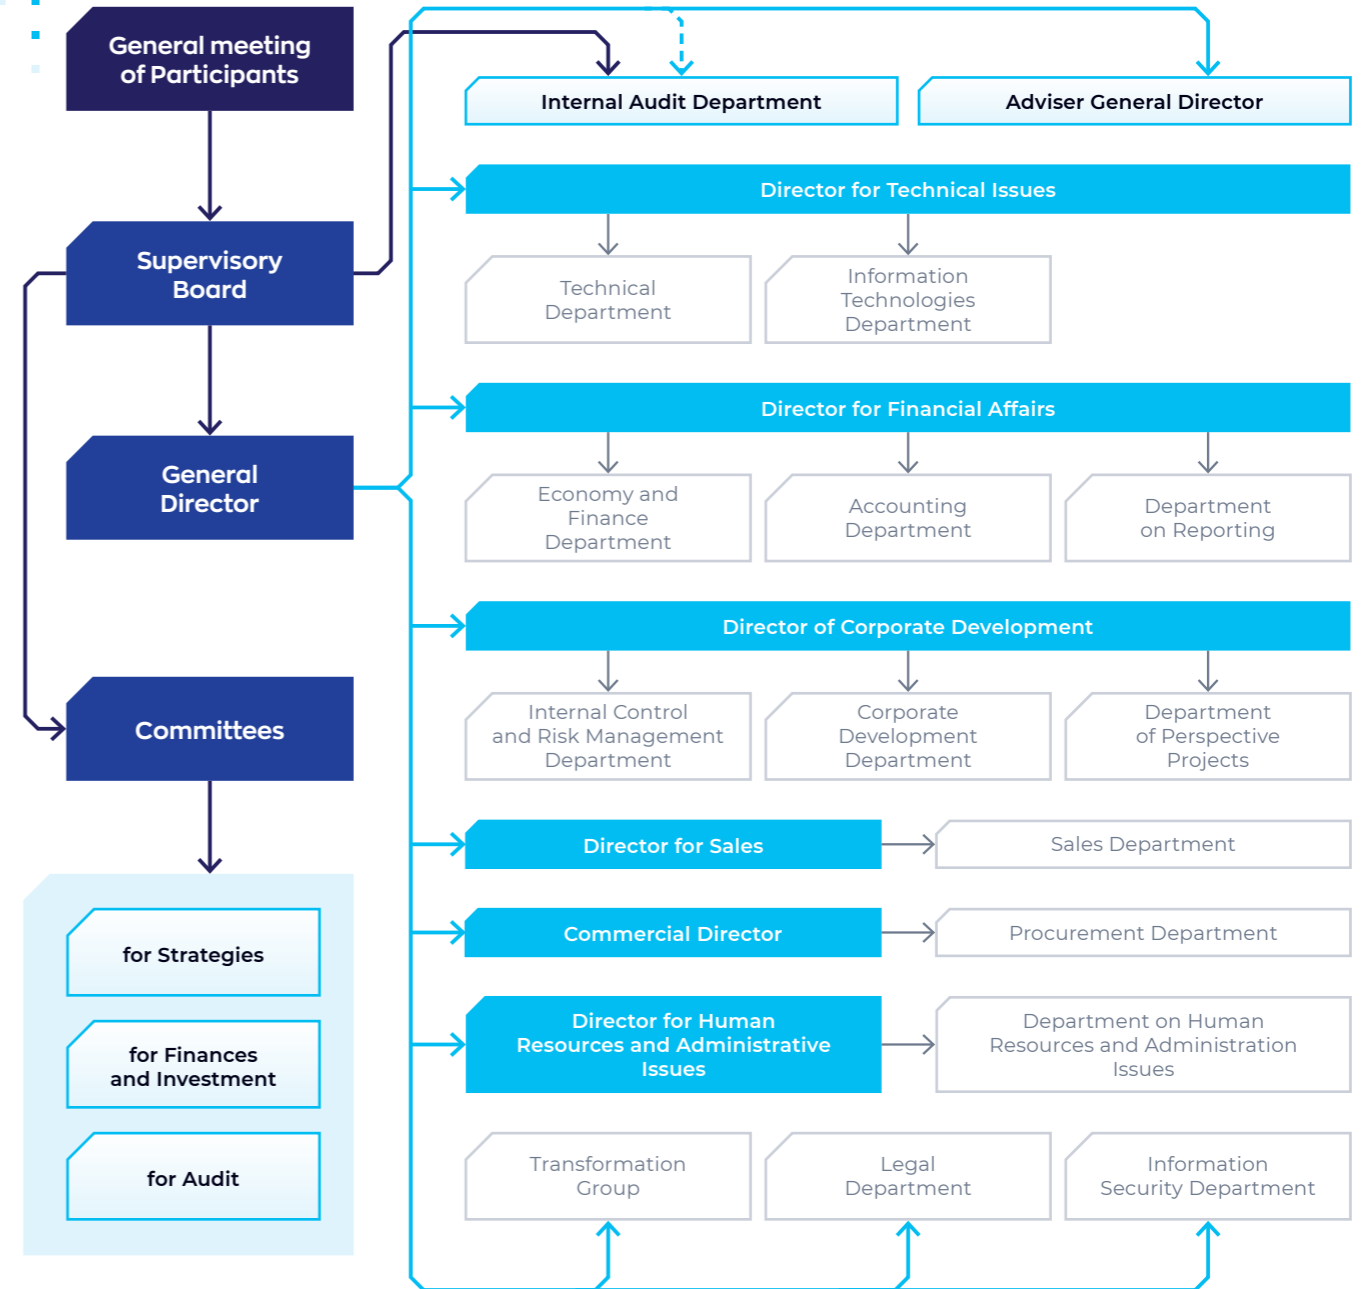 General meeting
of Participants
Supervisory
Board
General
Director
Committees
for Strategies
for Finances
and Investment
for Audit
Internal Audit Department
Adviser General Director
Director for Technical Issues
Technical
Department
Information
Technologies
Department
Director for Financial Affairs
Economy and
Finance
Department
Accounting
Department
Department
on Reporting
Director of Corporate Development
Internal Control
and Risk Management
Department
Corporate
Development
Department
Department
of Perspective
Projects
Director for Sales
Sales Department
Commercial Director
Procurement Department
Director for Human
Resources and Administrative
Issues
Department on Human
Resources and Administration
Issues
Transformation
Group
Legal
Department
Information
Security Department